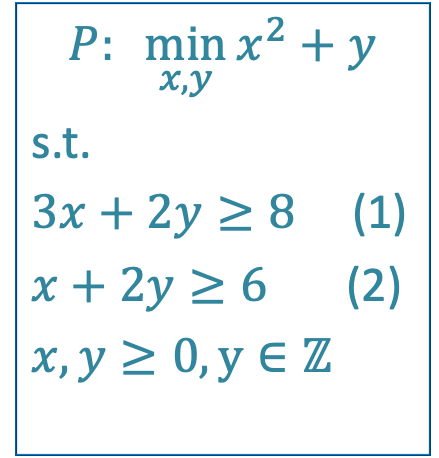 P: min x² + y
x,y
s.t.
3x + 2y ≥ 8 (1)
x + 2y ≥ 6 (2)
x, y ≥ 0, y ∈ ℤ